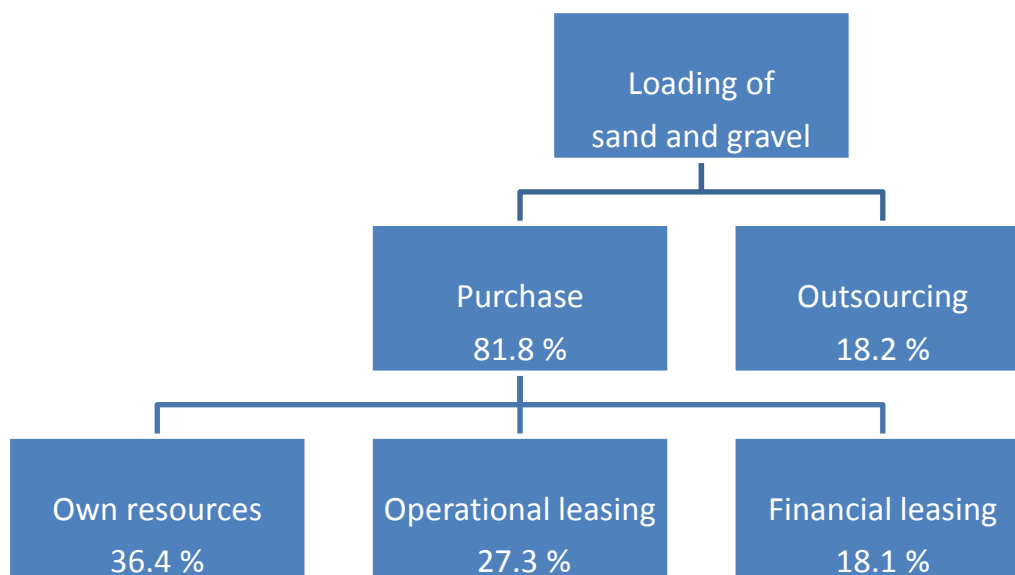 Loading of
sand and gravel
Purchase
81.8 %
Outsourcing
18.2 %
Own resources
36.4 %
Operational leasing
27.3 %
Financial leasing
18.1 %